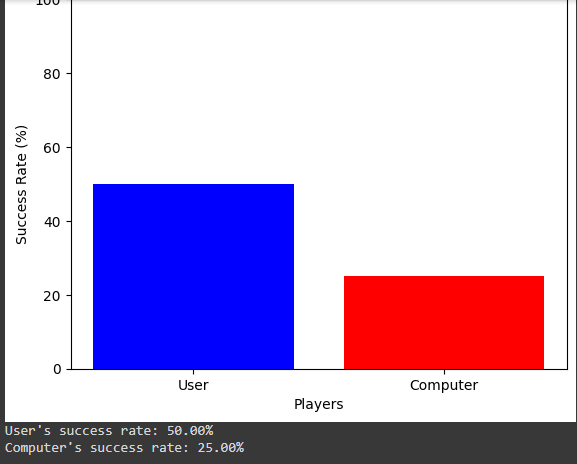 100
80
60
40
20
0
Success Rate (%)
User
Computer
Players
User's success rate: 50.00%
Computer's success rate: 25.00%